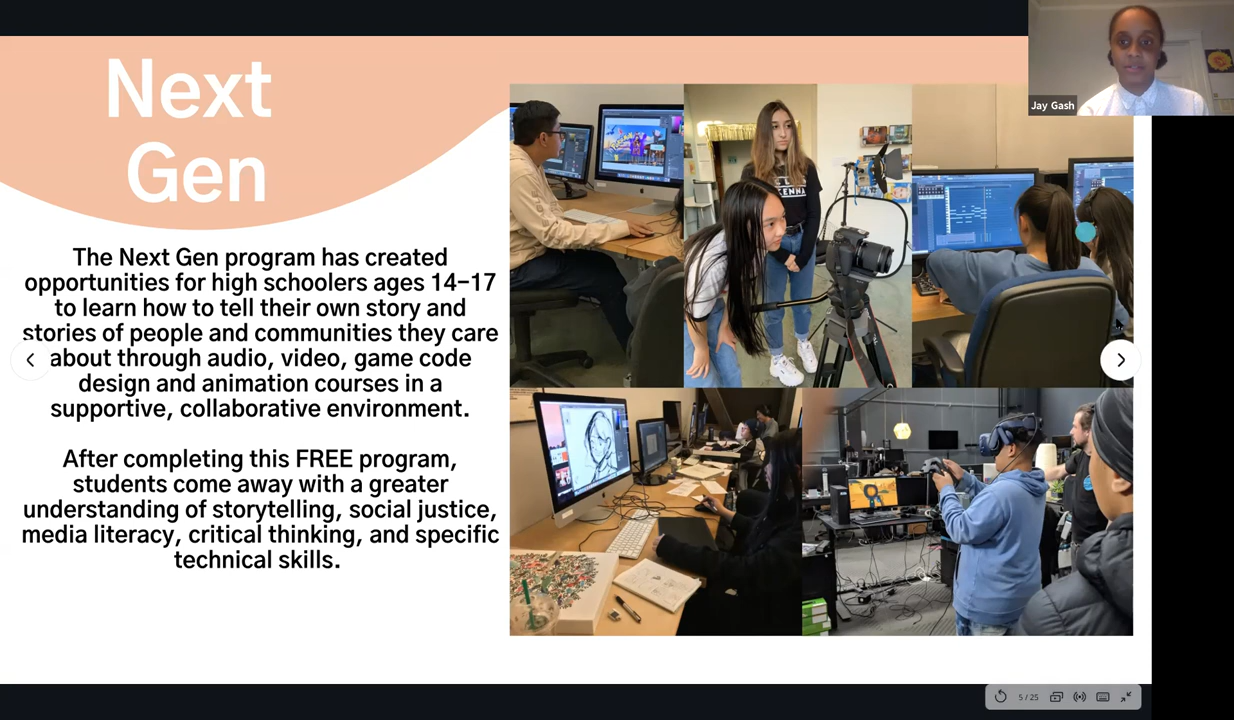 Next
Gen
Jay Gash
The Next Gen program has created
opportunities for high schoolers ages 14–17
to learn how to tell their own story and
stories of people and communities they care
about through audio, video, game code
design and animation courses in a
supportive, collaborative environment.
After completing this FREE program,
students come away with a greater
understanding of storytelling, social justice,
media literacy, critical thinking, and specific
technical skills.
5 / 25